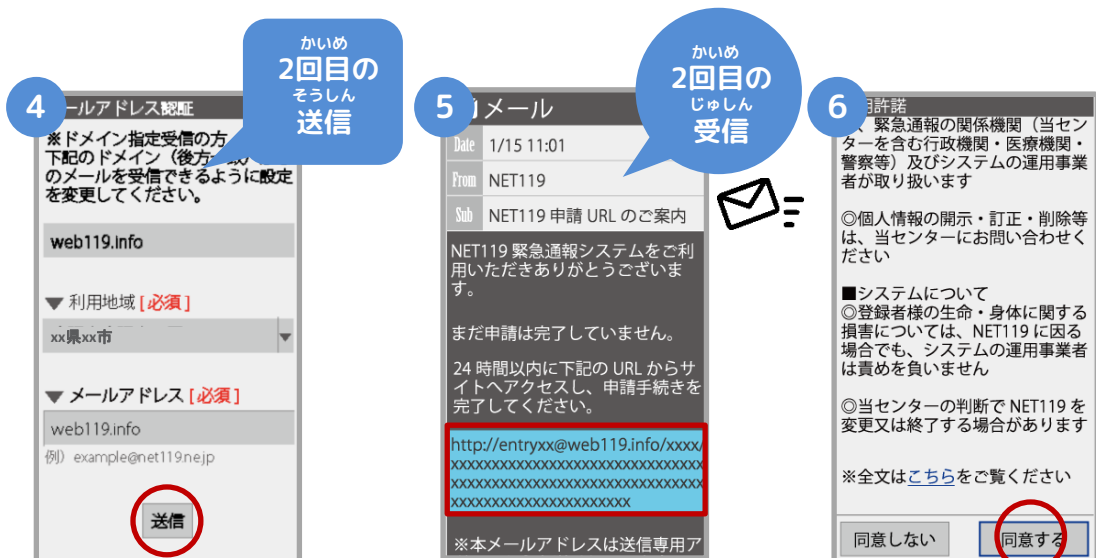 4
かいめ
2回目の
そうしん
送信
ールアドレス認証
※ドメイン指定受信の方
下記のドメイン（後方
のメールを受信できるように設定
を変更してください。
web119.info
▼ 利用地域 [必須]
xx県xx市
▼ メールアドレス [必須]
web119.info
例）example@net119.ne.jp
送信
5
かいめ
2回目の
じゅしん
受信
メール
Date 1/15 11:01
From NET119
Sub NET119 申請 URL のご案内
NET119 緊急通報システムをご利
用いただきありがとうございま
す。
まだ申請は完了していません。
24 時間以内に下記の URL からサ
イトへアクセスし、申請手続きを
完了してください。
http://entryxx@web119.info/xxxx/
xxxxxxxxxxxxxxxxxxxxxxxxxxxxxxx
xxxxxxxxxxxxxxxxxxxxxxxxxxxxxxx
xxxxxxxxxxxxxxxxxxxxxx
※本メールアドレスは送信専用ア
6
用許諾
、緊急通報の関係機関（当セン
ターを含む行政機関・医療機関・
警察等）及びシステムの運用事業
者が取り扱います
◎個人情報の開示・訂正・削除等
は、当センターにお問い合わせく
ださい
■システムについて
◎登録者様の生命・身体に関する
損害については、NET119 に因る
場合でも、システムの運用事業者
は責めを負いません
◎当センターの判断で NET119 を
変更又は終了する場合があります
※全文はこちらをご覧ください
同意しない
同意する